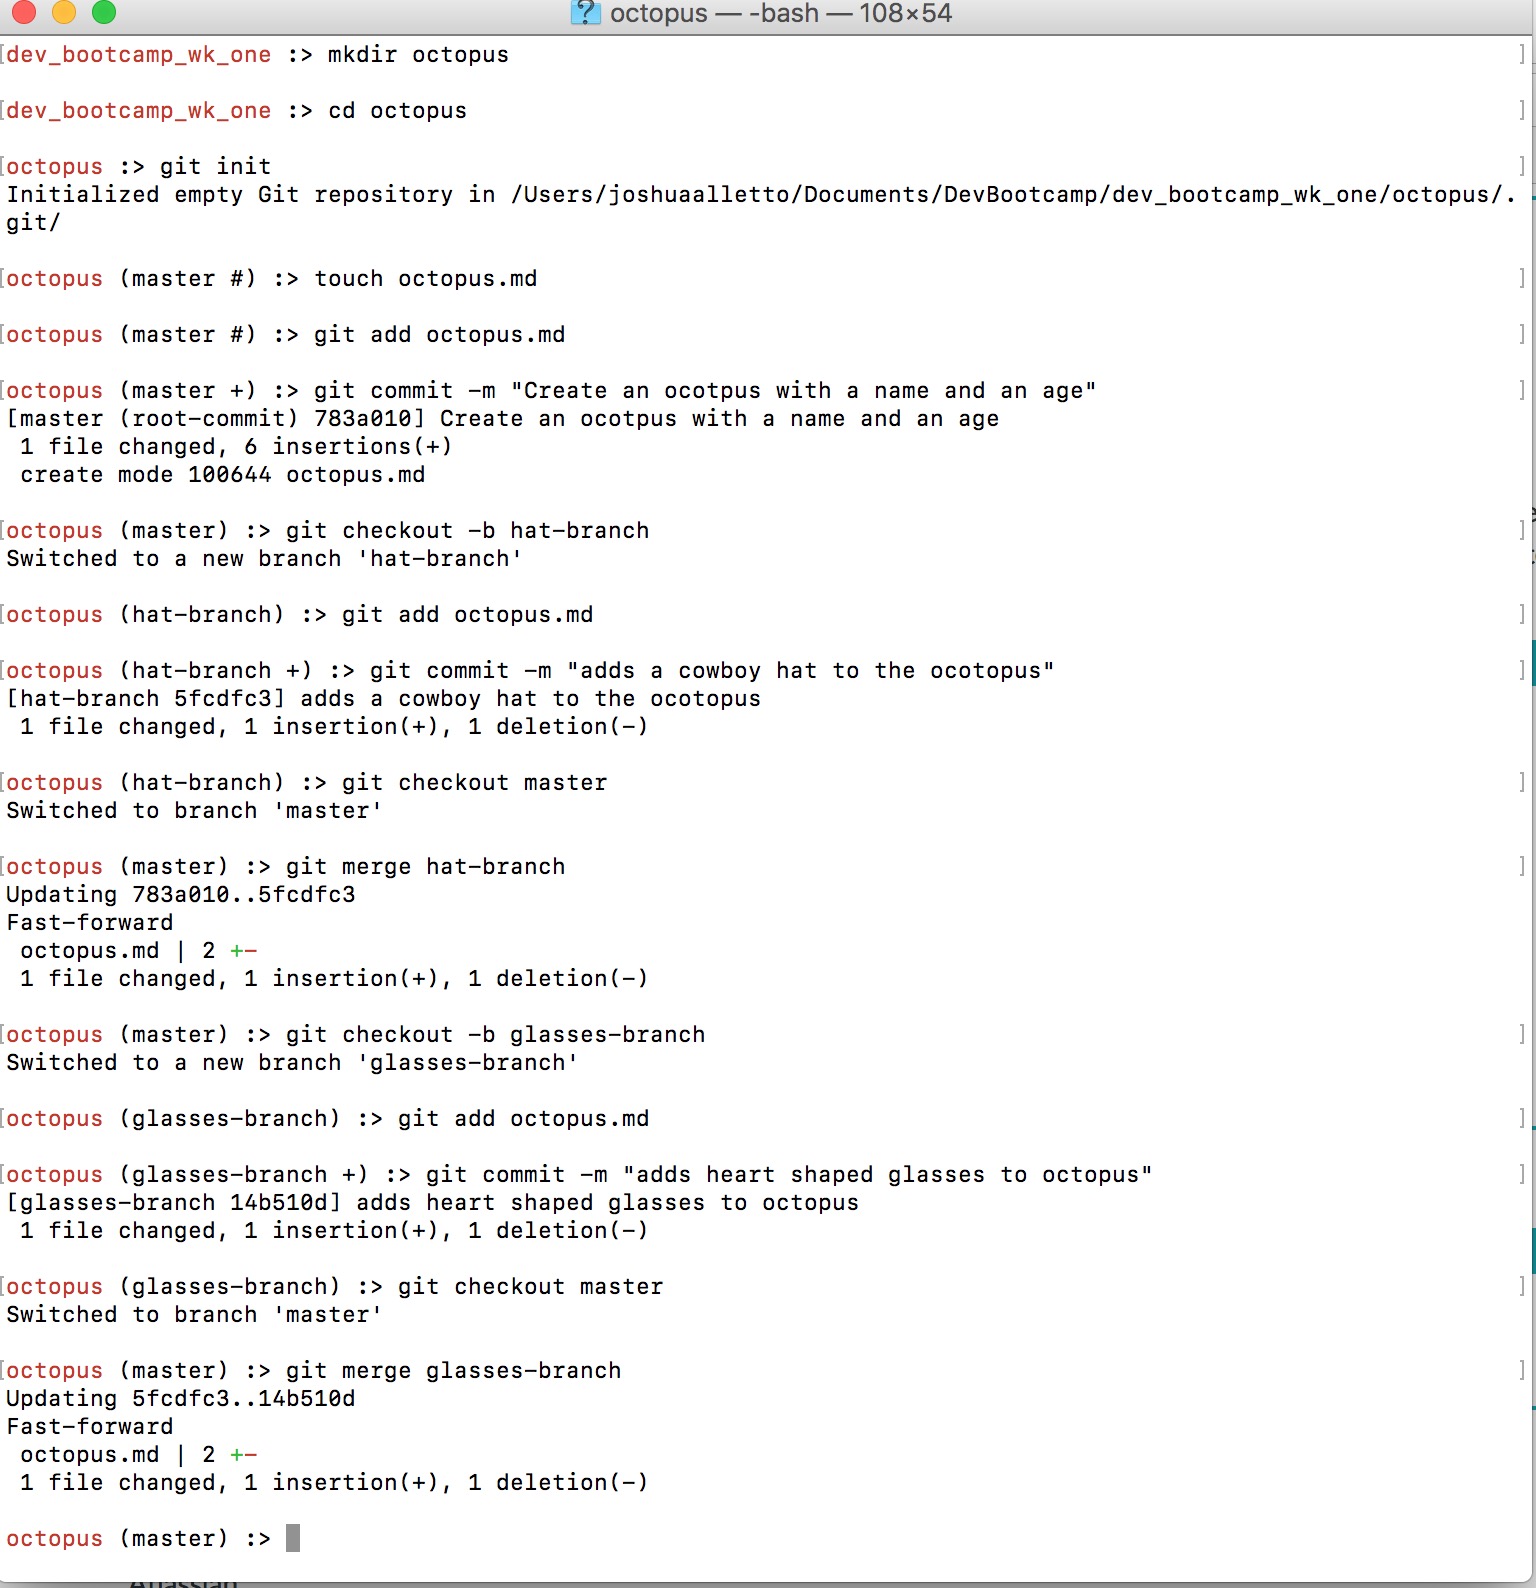 octopus — -bash — 108×54
[dev_bootcamp_wk_one :> mkdir octopus ]
[dev_bootcamp_wk_one :> cd octopus ]
[octopus :> git init ]
Initialized empty Git repository in /Users/joshuaalletto/Documents/DevBootcamp/dev_bootcamp_wk_one/octopus/.
git/
[octopus (master #) :> touch octopus.md ]
[octopus (master #) :> git add octopus.md ]
[octopus (master +) :> git commit -m "Create an ocotpus with a name and an age" ]
[master (root-commit) 783a010] Create an ocotpus with a name and an age
 1 file changed, 6 insertions(+)
 create mode 100644 octopus.md
[octopus (master) :> git checkout -b hat-branch ]
Switched to a new branch 'hat-branch'
[octopus (hat-branch) :> git add octopus.md ]
[octopus (hat-branch +) :> git commit -m "adds a cowboy hat to the ocotopus" ]
[hat-branch 5fcdfc3] adds a cowboy hat to the ocotopus
 1 file changed, 1 insertion(+), 1 deletion(-)
[octopus (hat-branch) :> git checkout master ]
Switched to branch 'master'
[octopus (master) :> git merge hat-branch ]
Updating 783a010..5fcdfc3
Fast-forward
 octopus.md | 2 +-
 1 file changed, 1 insertion(+), 1 deletion(-)
[octopus (master) :> git checkout -b glasses-branch ]
Switched to a new branch 'glasses-branch'
[octopus (glasses-branch) :> git add octopus.md ]
[octopus (glasses-branch +) :> git commit -m "adds heart shaped glasses to octopus" ]
[glasses-branch 14b510d] adds heart shaped glasses to octopus
 1 file changed, 1 insertion(+), 1 deletion(-)
[octopus (glasses-branch) :> git checkout master ]
Switched to branch 'master'
[octopus (master) :> git merge glasses-branch ]
Updating 5fcdfc3..14b510d
Fast-forward
 octopus.md | 2 +-
 1 file changed, 1 insertion(+), 1 deletion(-)
octopus (master) :>